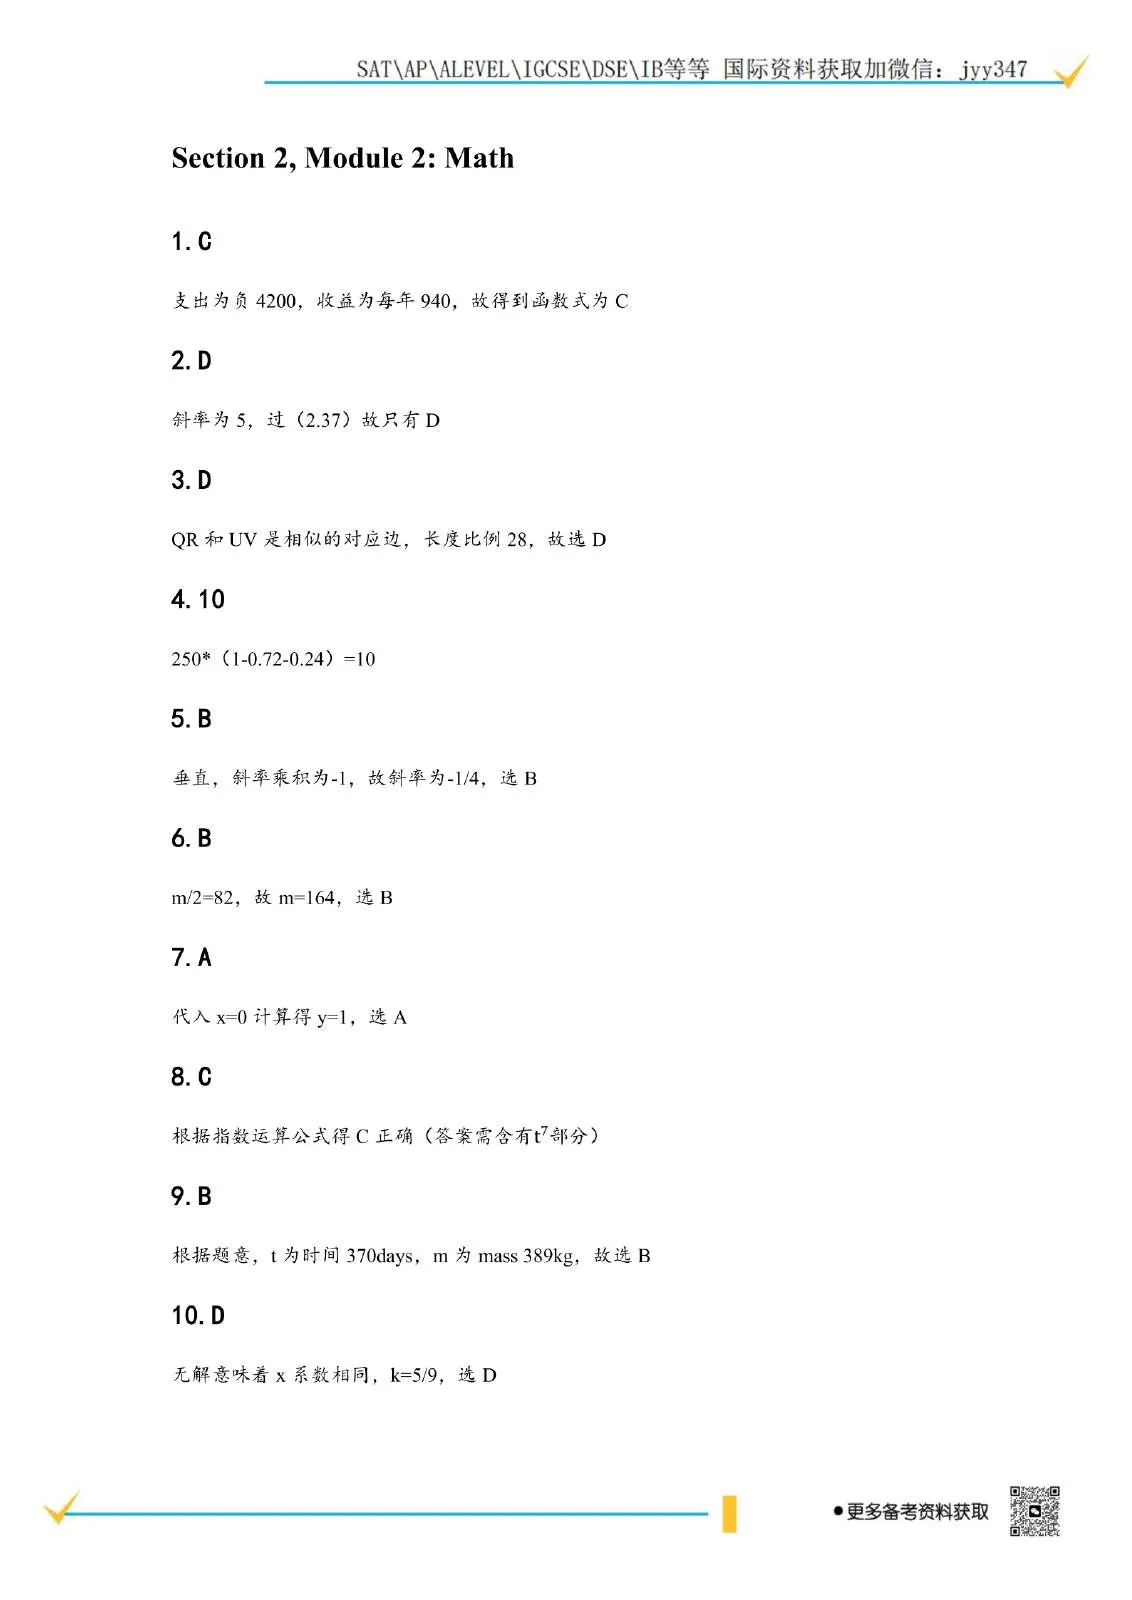 SAT\AP\ALEVEL\IGCSE\DSE\IB等等 国际资料获取加微信：jyy347
Section 2, Module 2: Math
1. C
支出为负 4200，收益为每年 940，故得到函数式为 C
2. D
斜率为 5，过（2.37）故只有 D
3. D
QR 和 UV 是相似的对应边，长度比例 28，故选 D
4. 10
250*（1-0.72-0.24）=10
5. B
垂直，斜率乘积为-1，故斜率为-1/4，选 B
6. B
m/2=82，故 m=164，选 B
7. A
代入 x=0 计算得 y=1，选 A
8. C
根据指数运算公式得 C 正确（答案需含有t⁷部分）
9. B
根据题意，t 为时间 370days，m 为 mass 389kg，故选 B
10. D
无解意味着 x 系数相同，k=5/9，选 D
●更多备考资料获取